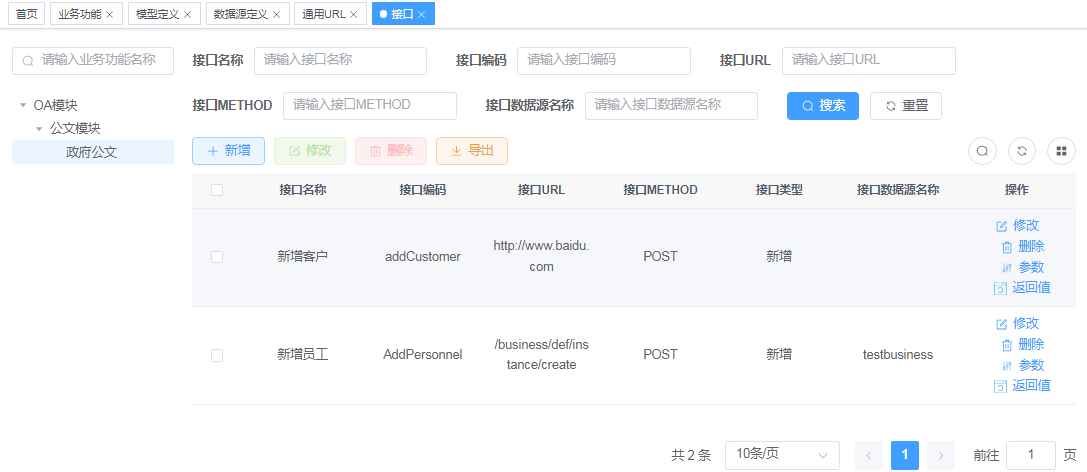 首页 业务功能 模型定义 数据源定义 通用URL 接口
请输入业务功能名称 接口名称 请输入接口名称 接口编码 请输入接口编码 接口URL 请输入接口URL
OA模块 接口METHOD 请输入接口METHOD 接口数据源名称 请输入接口数据源名称 搜索 重置
公文模块
政府公文 新增 修改 删除 导出
接口名称 接口编码 接口URL 接口METHOD 接口类型 接口数据源名称 操作
新增客户 addCustomer http://www.baidu. POST 新增 修改
com 删除
参数
返回值
新增员工 AddPersonnel /business/def/ins POST 新增 testbusiness 修改
tance/create 删除
参数
返回值
共 2 条 10条/页 1 前往 1 页